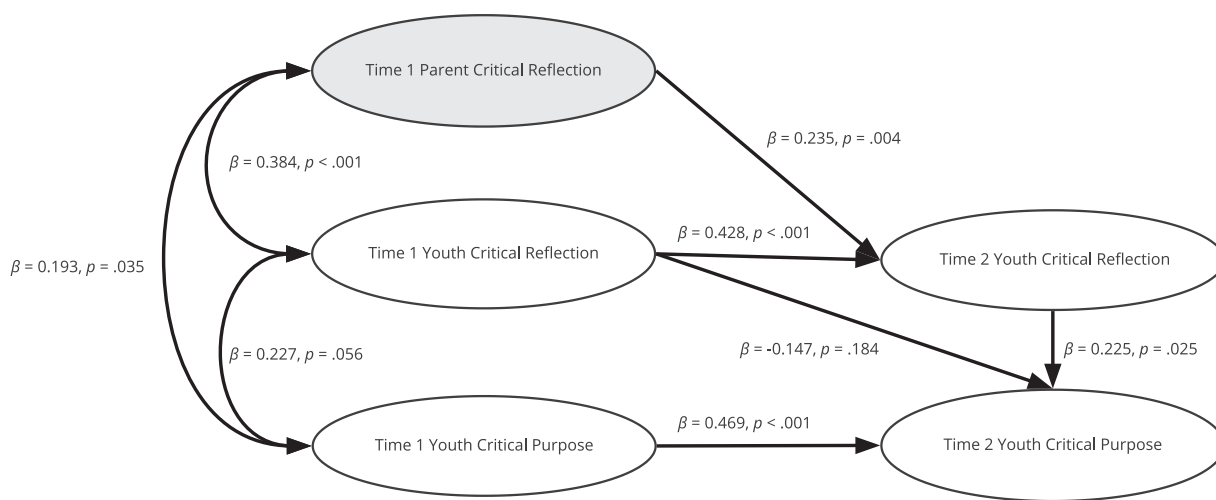 Time 1 Parent Critical Reflection
β = 0.235, p = .004
β = 0.384, p < .001
β = 0.428, p < .001
Time 1 Youth Critical Reflection
Time 2 Youth Critical Reflection
β = 0.193, p = .035
β = 0.227, p = .056
β = -0.147, p = .184
β = 0.225, p = .025
β = 0.469, p < .001
Time 1 Youth Critical Purpose
Time 2 Youth Critical Purpose